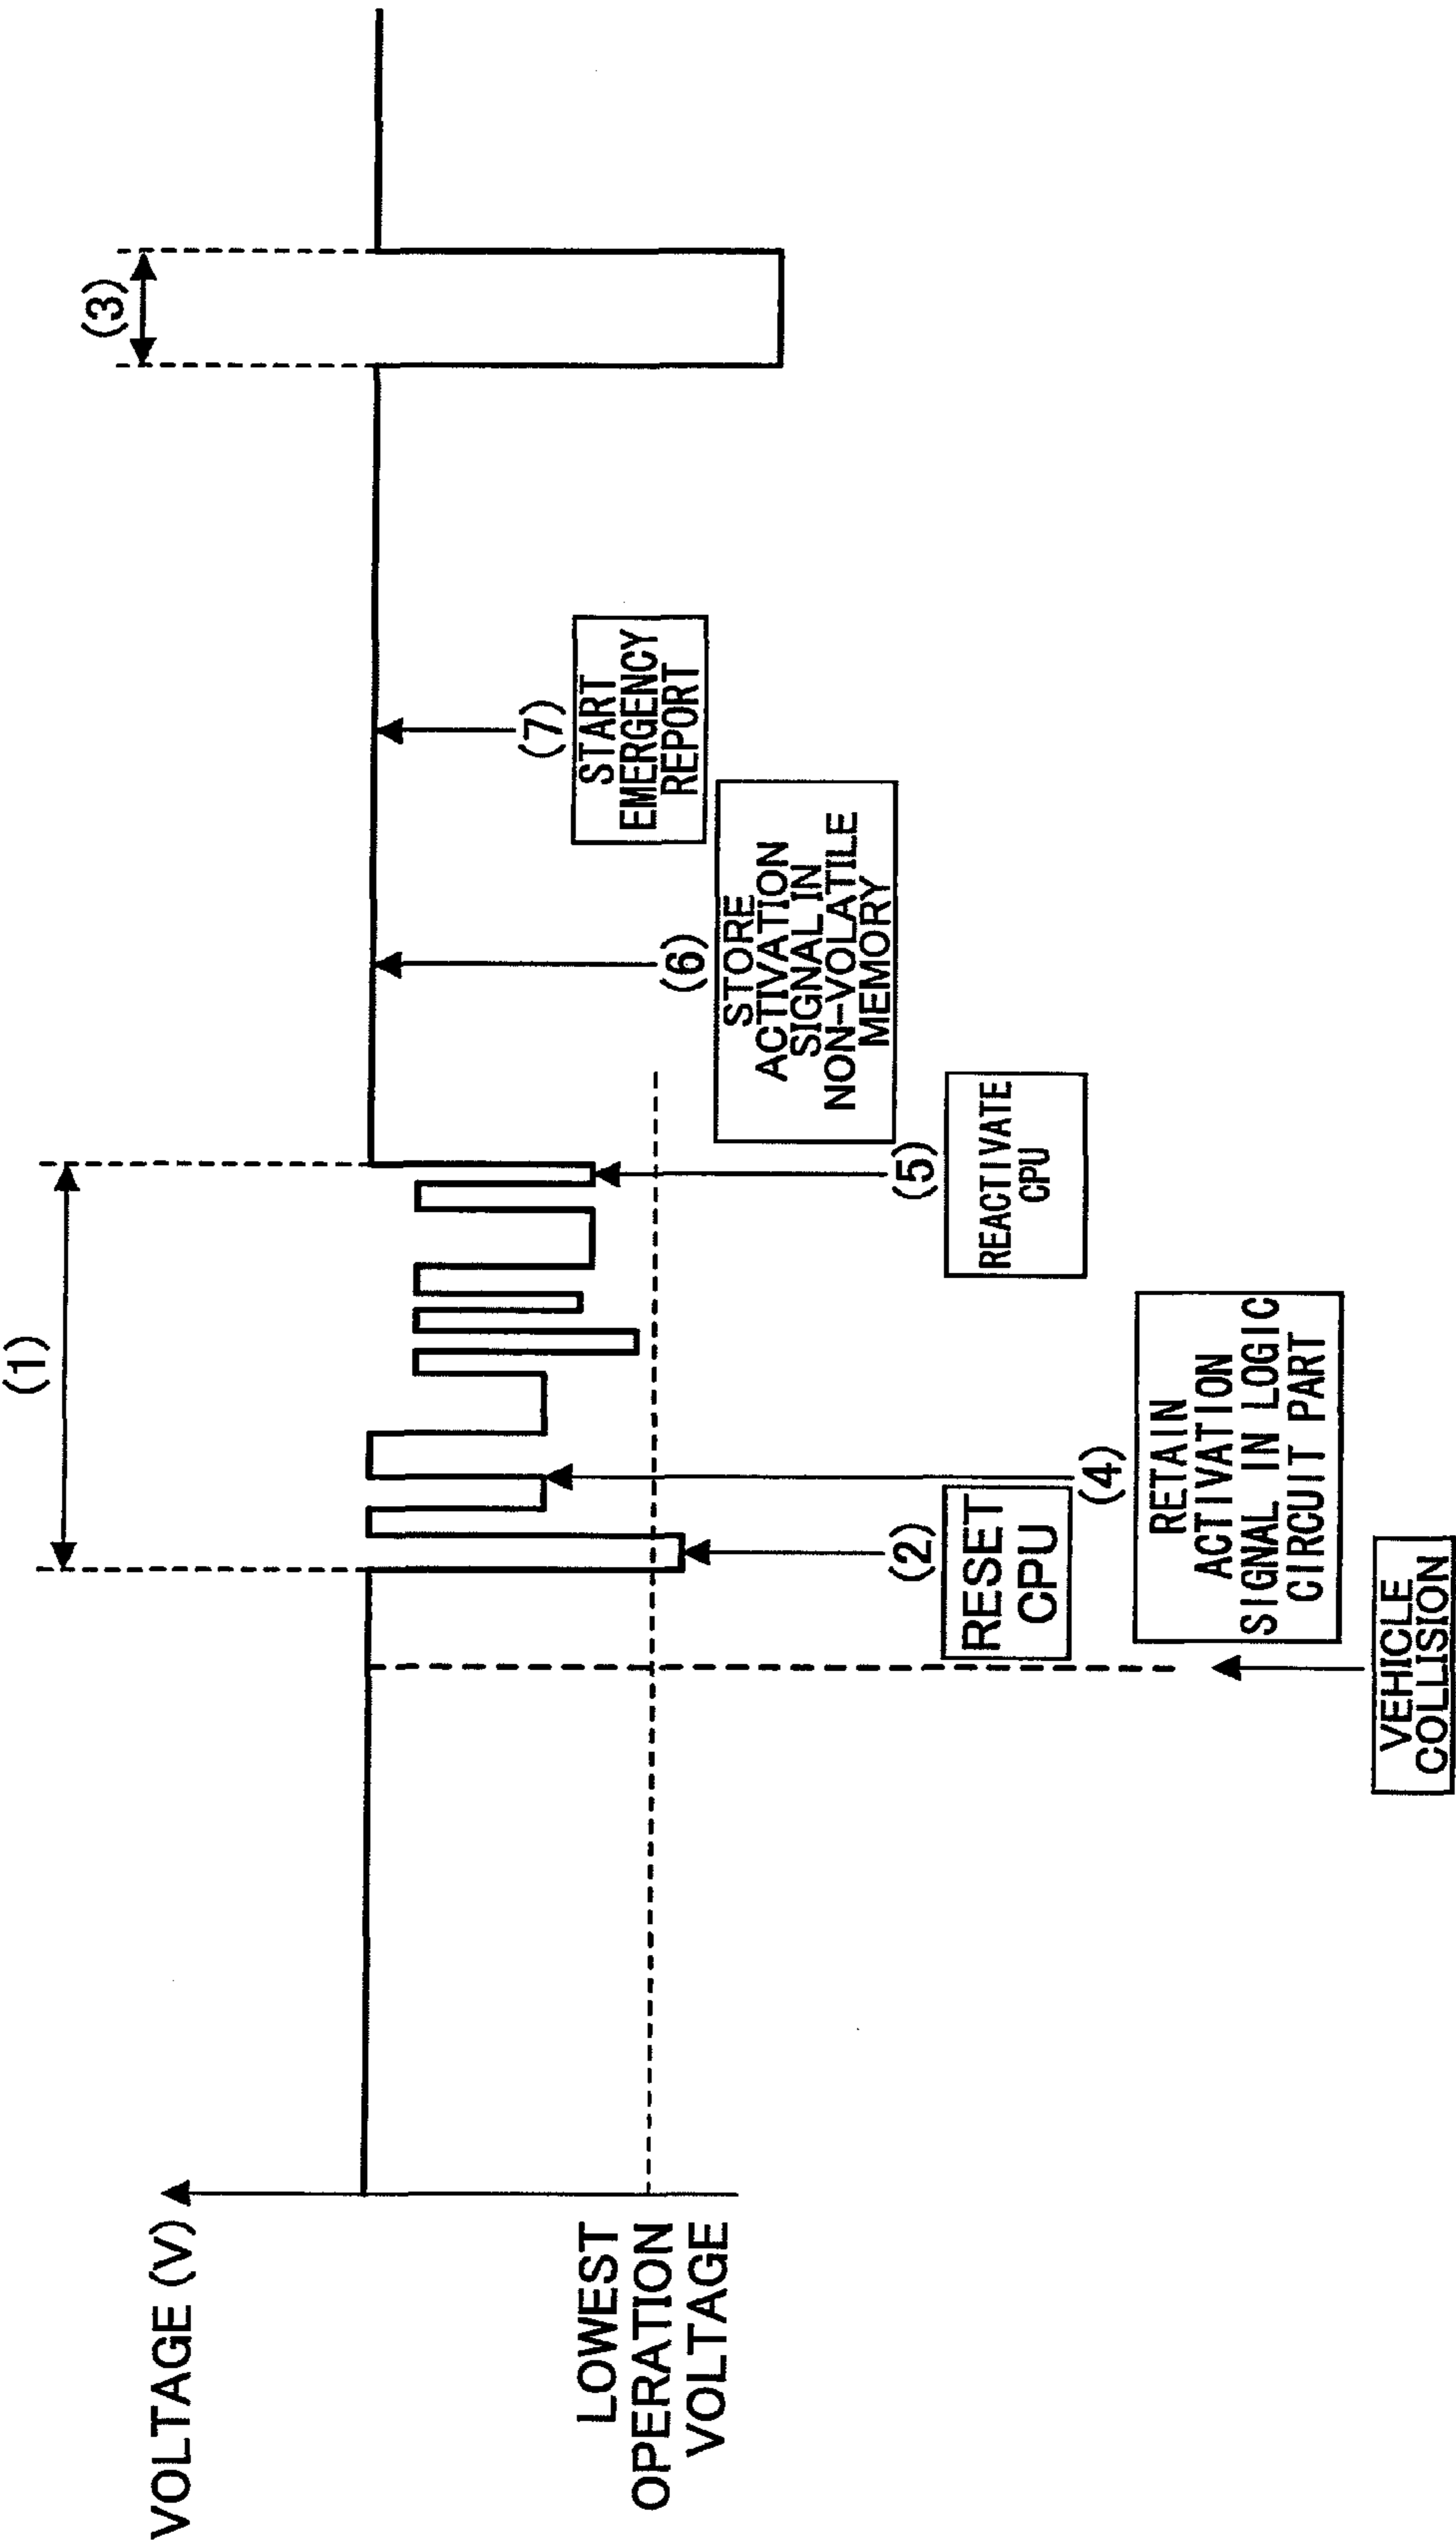 VOLTAGE (V)
LOWEST
OPERATION
VOLTAGE
(1)
(3)
VEHICLE
COLLISION
(2)
RESET
CPU
(4)
RETAIN
ACTIVATION
SIGNAL IN LOGIC
CIRCUIT PART
(5)
REACTIVATE
CPU
(6)
STORE
ACTIVATION
SIGNAL IN
NON-VOLATILE
MEMORY
(7)
START
EMERGENCY
REPORT